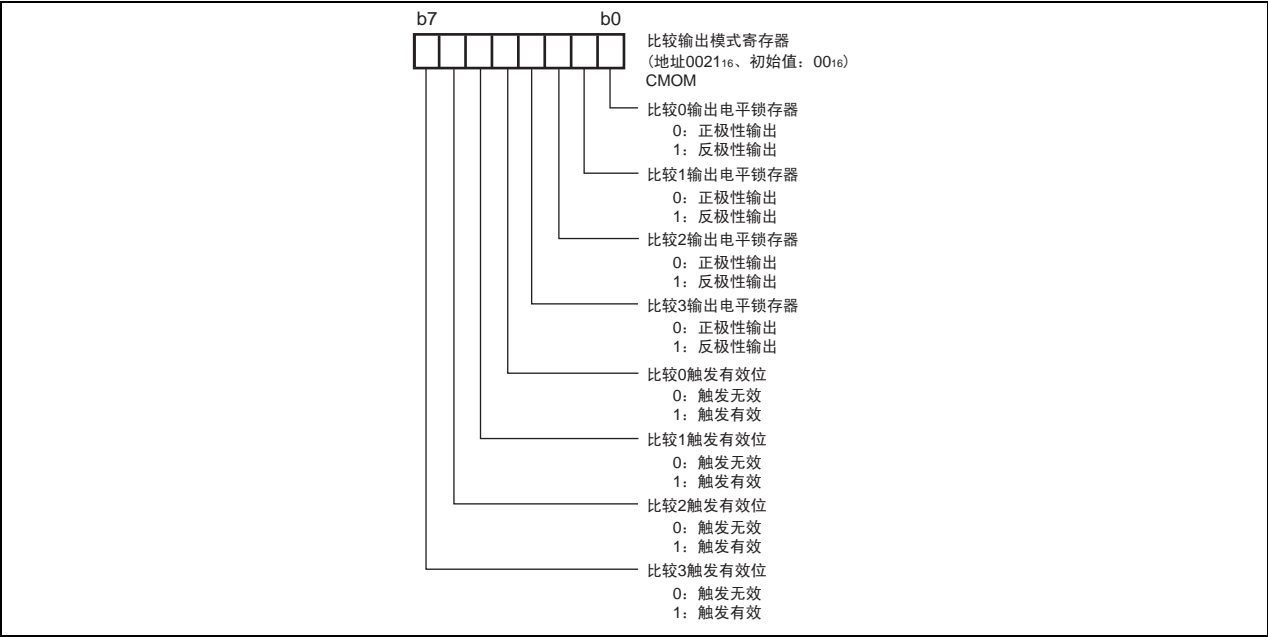 b7 b0
比较输出模式寄存器
(地址002116、初始值：0016)
CMOM
比较0输出电平锁存器
0：正极性输出
1：反极性输出
比较1输出电平锁存器
0：正极性输出
1：反极性输出
比较2输出电平锁存器
0：正极性输出
1：反极性输出
比较3输出电平锁存器
0：正极性输出
1：反极性输出
比较0触发有效位
0：触发无效
1：触发有效
比较1触发有效位
0：触发无效
1：触发有效
比较2触发有效位
0：触发无效
1：触发有效
比较3触发有效位
0：触发无效
1：触发有效